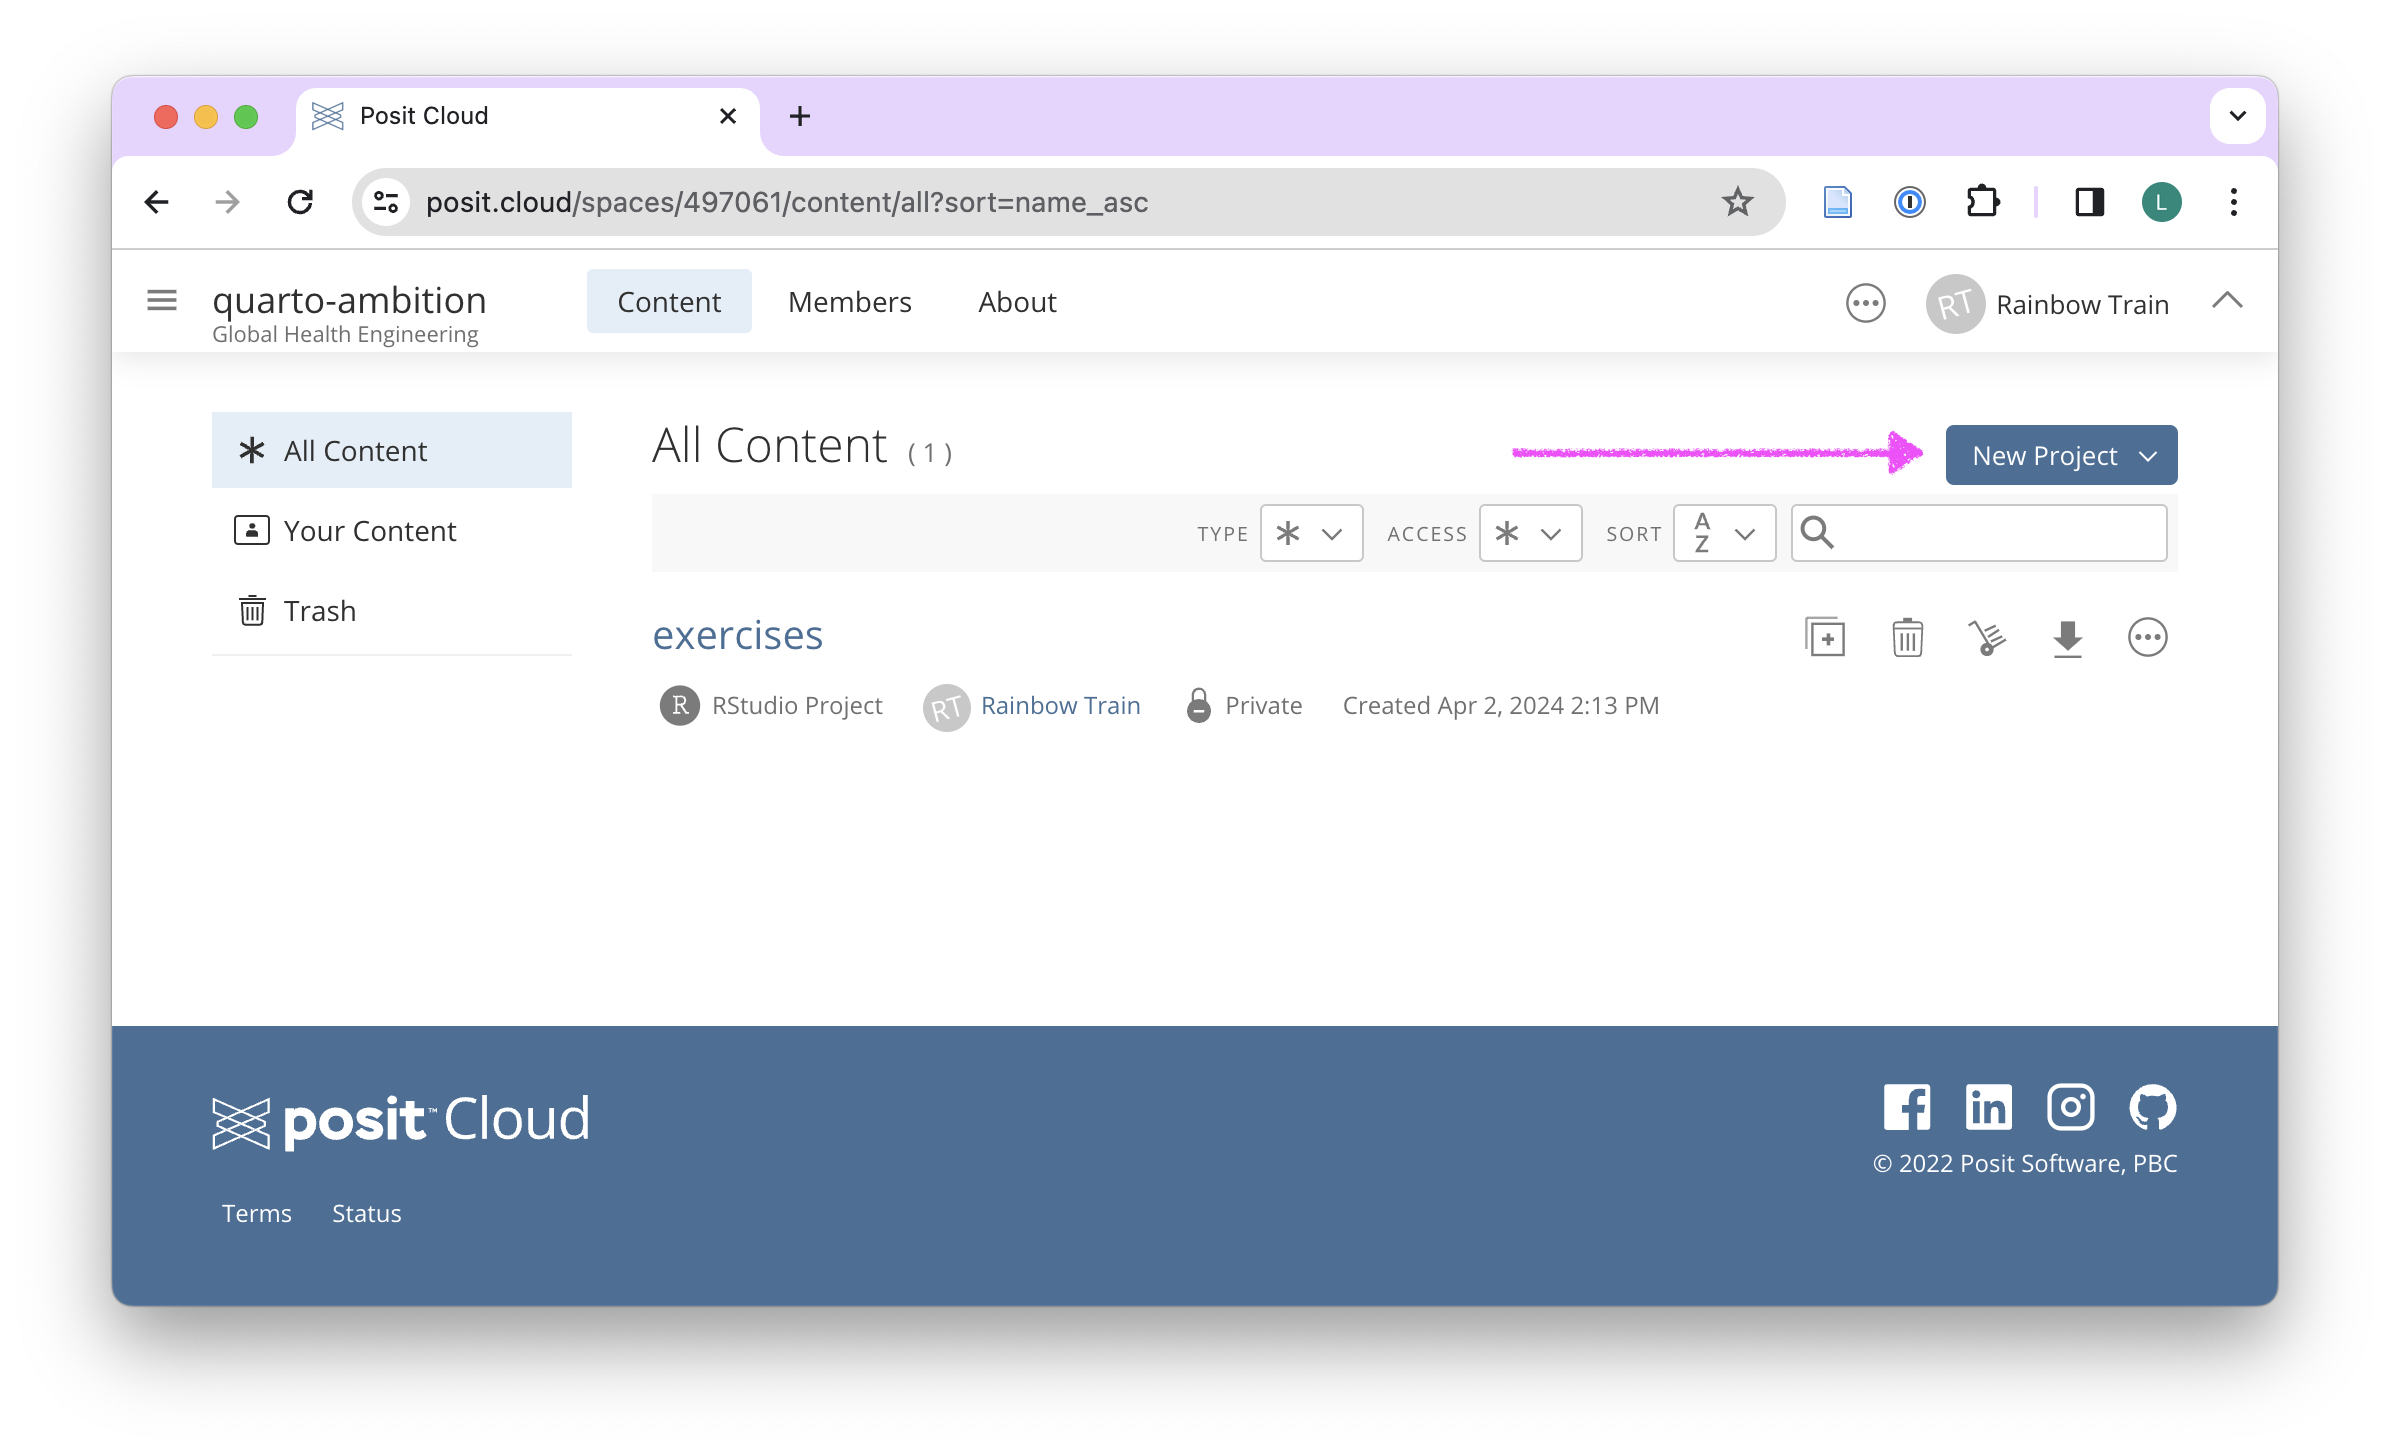 Posit Cloud
posit.cloud/spaces/497061/content/all?sort=name_asc
L
quarto-ambition
Global Health Engineering
Content
Members
About
RT
Rainbow Train
All Content
Your Content
Trash
All Content ( 1 )
New Project
TYPE
ACCESS
SORT
A
Z
exercises
R RStudio Project RT Rainbow Train Private Created Apr 2, 2024 2:13 PM
posit™ Cloud
Terms Status
© 2022 Posit Software, PBC